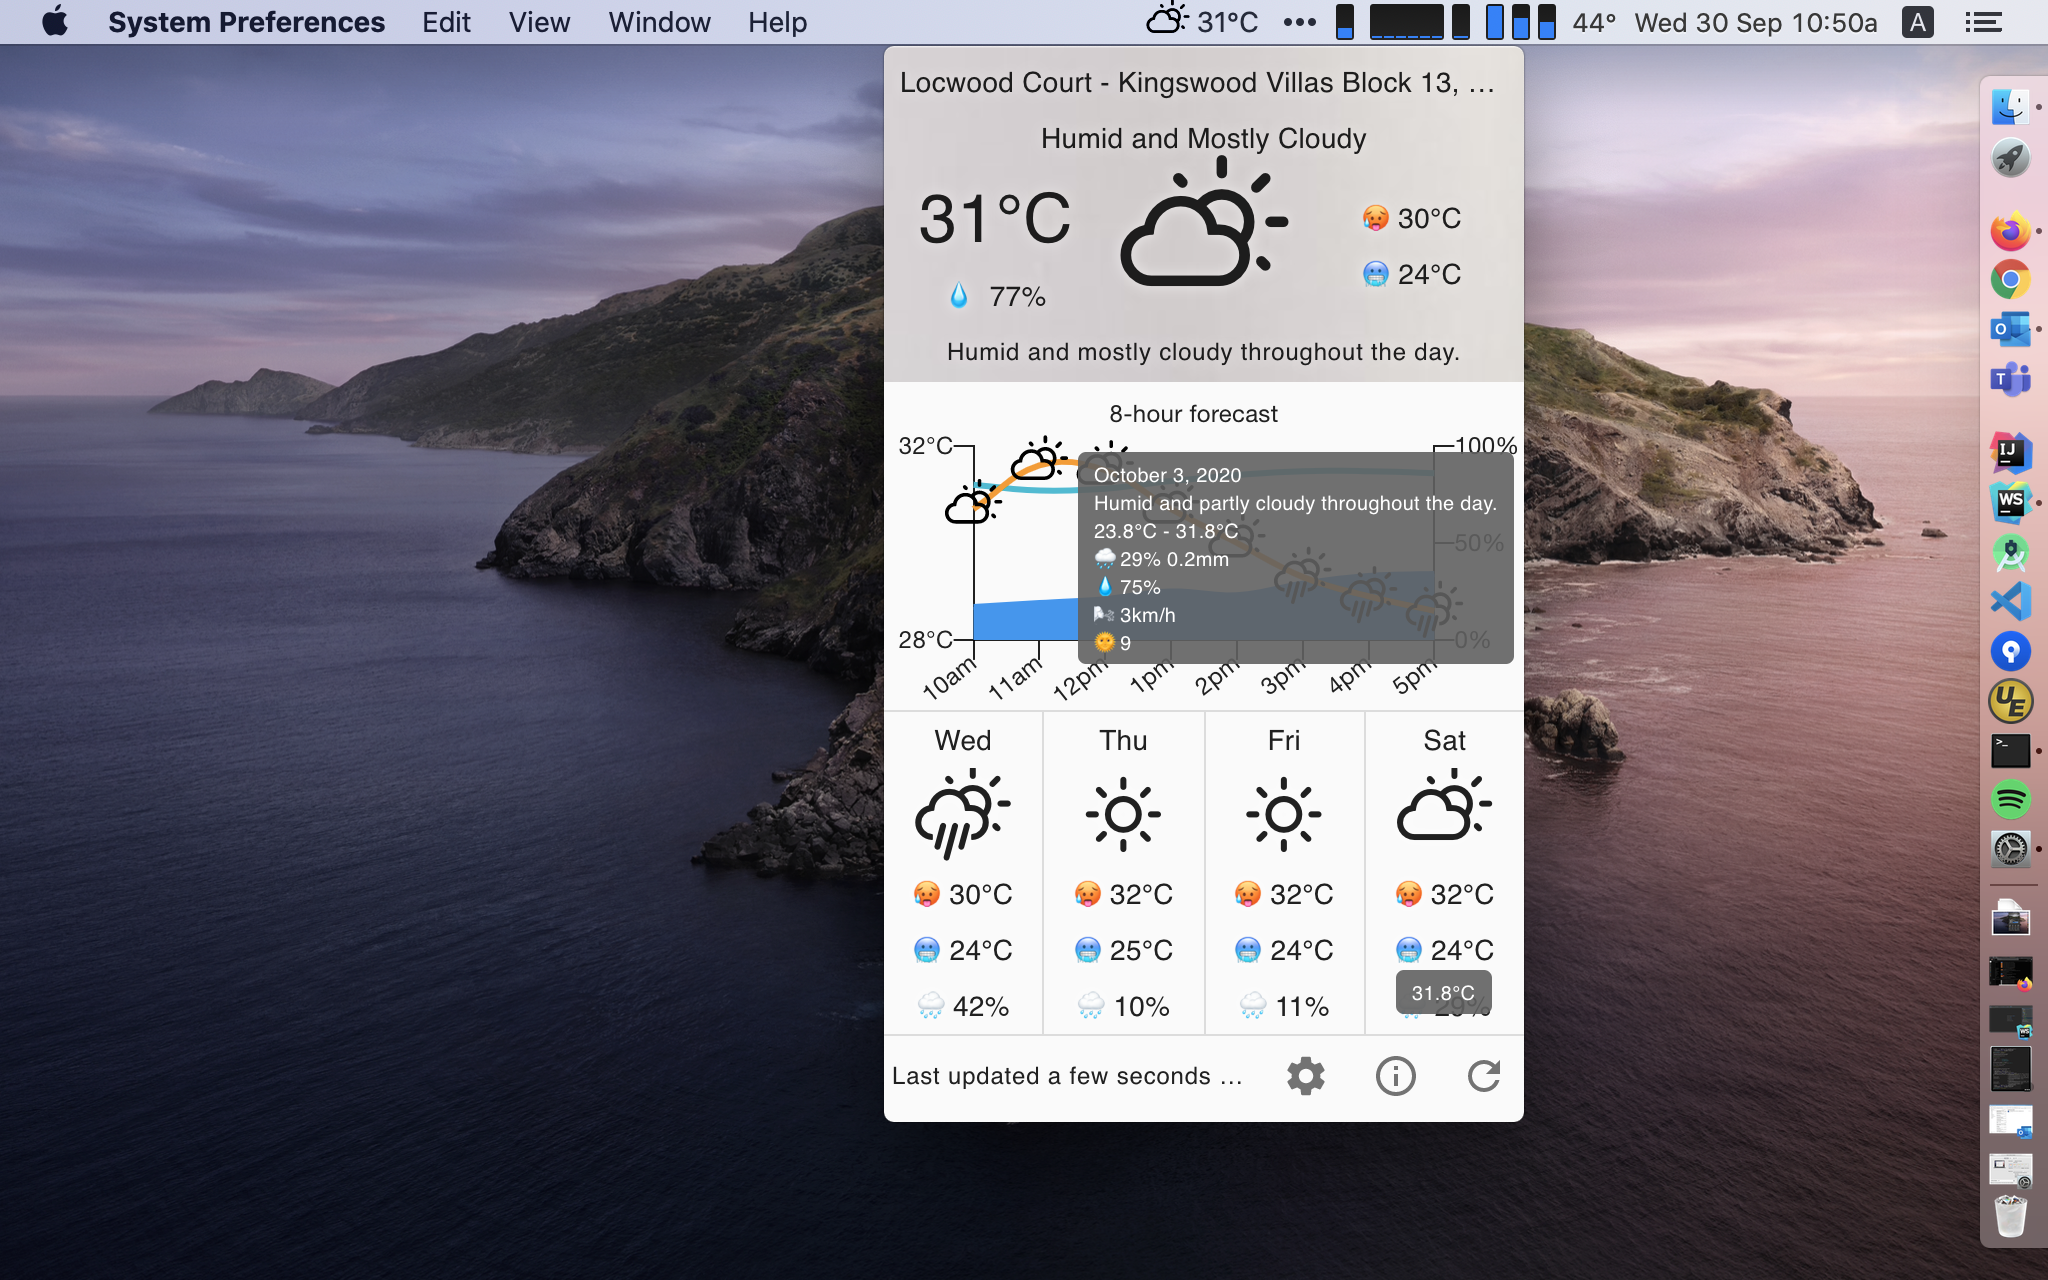 System Preferences Edit View Window Help 31°C ••• 44° Wed 30 Sep 10:50a A
Locwood Court - Kingswood Villas Block 13, …
Humid and Mostly Cloudy
31°C
30°C
24°C
77%
Humid and mostly cloudy throughout the day.
8-hour forecast
32°C
100%
50%
28°C
0%
October 3, 2020
Humid and partly cloudy throughout the day.
23.8°C - 31.8°C
29% 0.2mm
75%
3km/h
9
10am 11am 12pm 1pm 2pm 3pm 4pm 5pm
Wed Thu Fri Sat
30°C 32°C 32°C 32°C
24°C 25°C 24°C 24°C
31.8°C
42% 10% 11% 29%
Last updated a few seconds …
O
T
IJ
WS
UE
>_